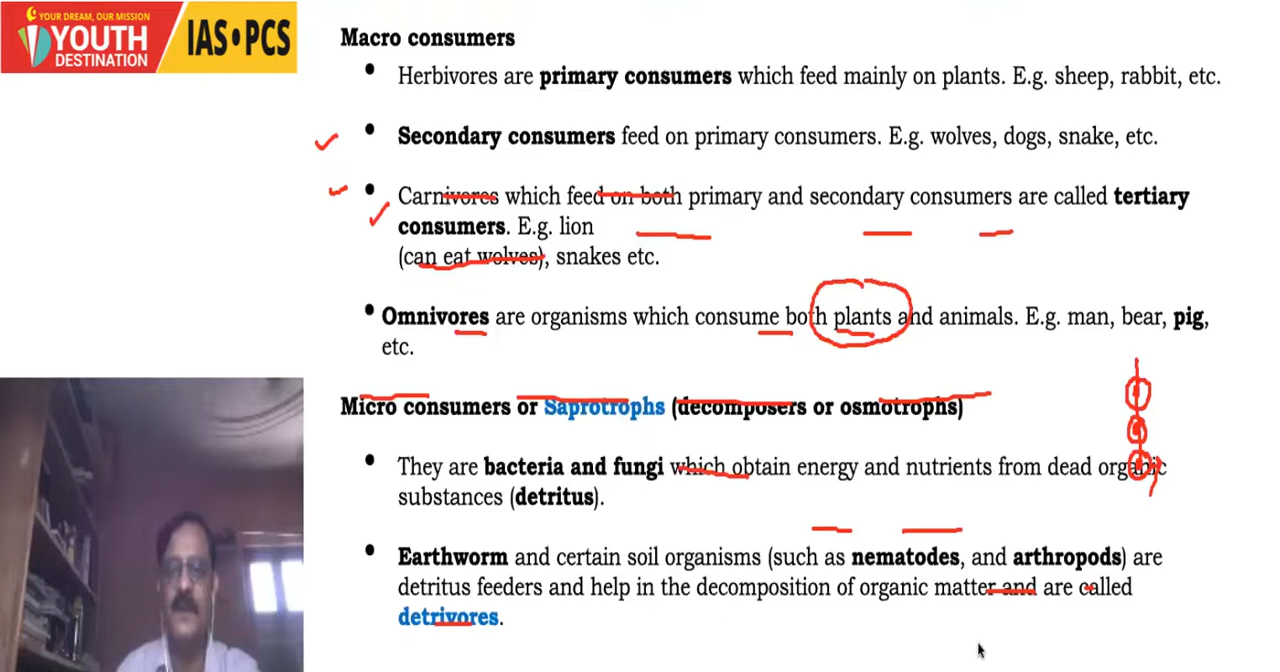 YOUR DREAM, OUR MISSION
YOUTH
DESTINATION
IAS•PCS
Macro consumers
• Herbivores are primary consumers which feed mainly on plants. E.g. sheep, rabbit, etc.
• Secondary consumers feed on primary consumers. E.g. wolves, dogs, snake, etc.
• Carnivores which feed on both primary and secondary consumers are called tertiary
consumers. E.g. lion
(can eat wolves), snakes etc.
• Omnivores are organisms which consume both plants and animals. E.g. man, bear, pig,
etc.
Micro consumers or Saprotrophs (decomposers or osmotrophs)
• They are bacteria and fungi which obtain energy and nutrients from dead organic
substances (detritus).
• Earthworm and certain soil organisms (such as nematodes, and arthropods) are
detritus feeders and help in the decomposition of organic matter and are called
detrivores.